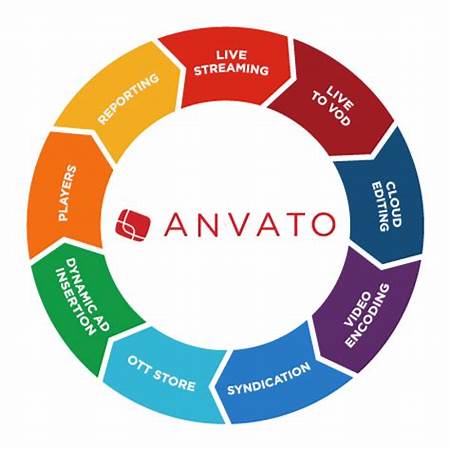 LIVE
STREAMING
LIVE
TO VOD
CLOUD
EDITING
VIDEO
ENCODING
SYNDICATION
OTT STORE
DYNAMIC AD
INSERTION
PLAYERS
REPORTING
ANVATO